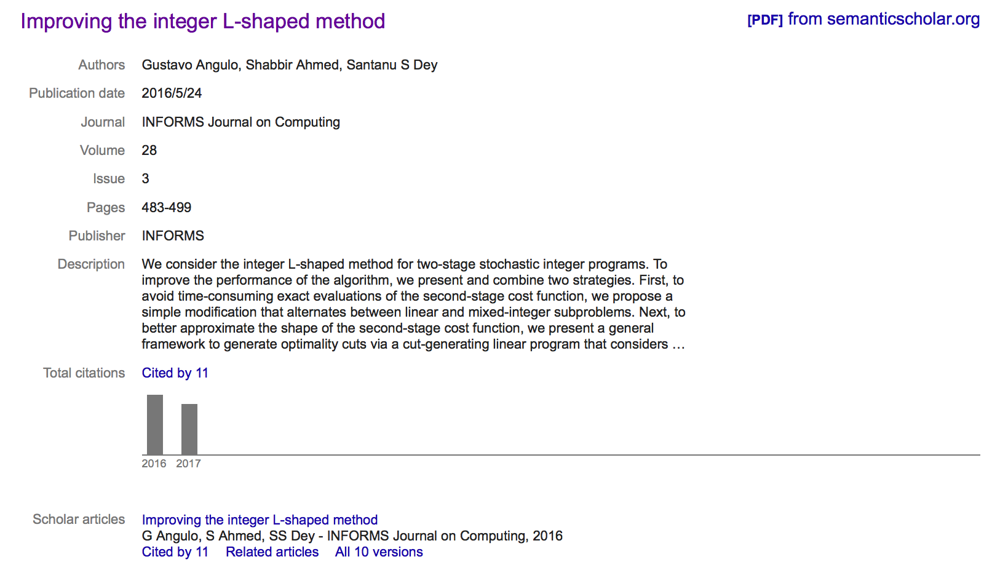 Improving the integer L-shaped method
[PDF] from semanticscholar.org
Authors Gustavo Angulo, Shabbir Ahmed, Santanu S Dey
Publication date 2016/5/24
Journal INFORMS Journal on Computing
Volume 28
Issue 3
Pages 483-499
Publisher INFORMS
Description We consider the integer L-shaped method for two-stage stochastic integer programs. To
improve the performance of the algorithm, we present and combine two strategies. First, to
avoid time-consuming exact evaluations of the second-stage cost function, we propose a
simple modification that alternates between linear and mixed-integer subproblems. Next, to
better approximate the shape of the second-stage cost function, we present a general
framework to generate optimality cuts via a cut-generating linear program that considers …
Total citations Cited by 11
2016 2017
Scholar articles Improving the integer L-shaped method
G Angulo, S Ahmed, SS Dey - INFORMS Journal on Computing, 2016
Cited by 11 Related articles All 10 versions